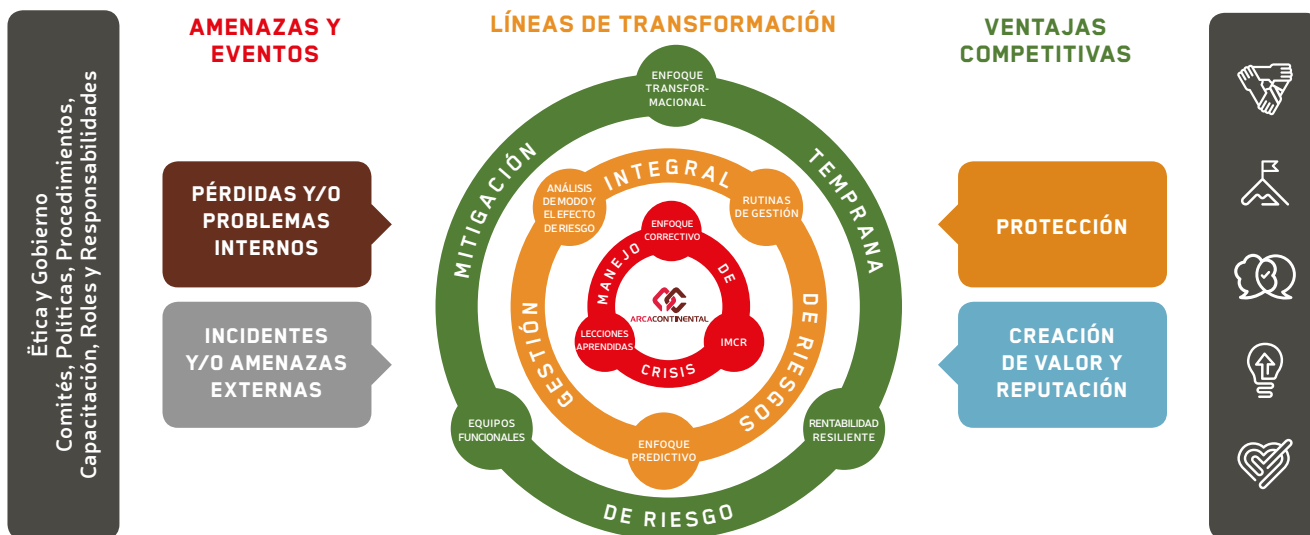 Ëtica y Gobierno
Comités, Políticas, Procedimientos,
Capacitación, Roles y Responsabilidades
AMENAZAS Y
EVENTOS
PÉRDIDAS Y/O
PROBLEMAS
INTERNOS
INCIDENTES
Y/O AMENAZAS
EXTERNAS
LÍNEAS DE TRANSFORMACIÓN
ENFOQUE
TRANSFOR-
MACIONAL
MITIGACIÓN
TEMPRANA
DE RIESGO
EQUIPOS
FUNCIONALES
RENTABILIDAD
RESILIENTE
GESTIÓN
INTEGRAL
DE RIESGOS
ANÁLISIS
DE MODO Y
EL EFECTO
DE RIESGO
RUTINAS
DE GESTIÓN
ENFOQUE
PREDICTIVO
MANEJO
DE
CRISIS
ENFOQUE
CORRECTIVO
LECCIONES
APRENDIDAS
IMCR
ARCACONTINENTAL
VENTAJAS
COMPETITIVAS
PROTECCIÓN
CREACIÓN
DE VALOR Y
REPUTACIÓN